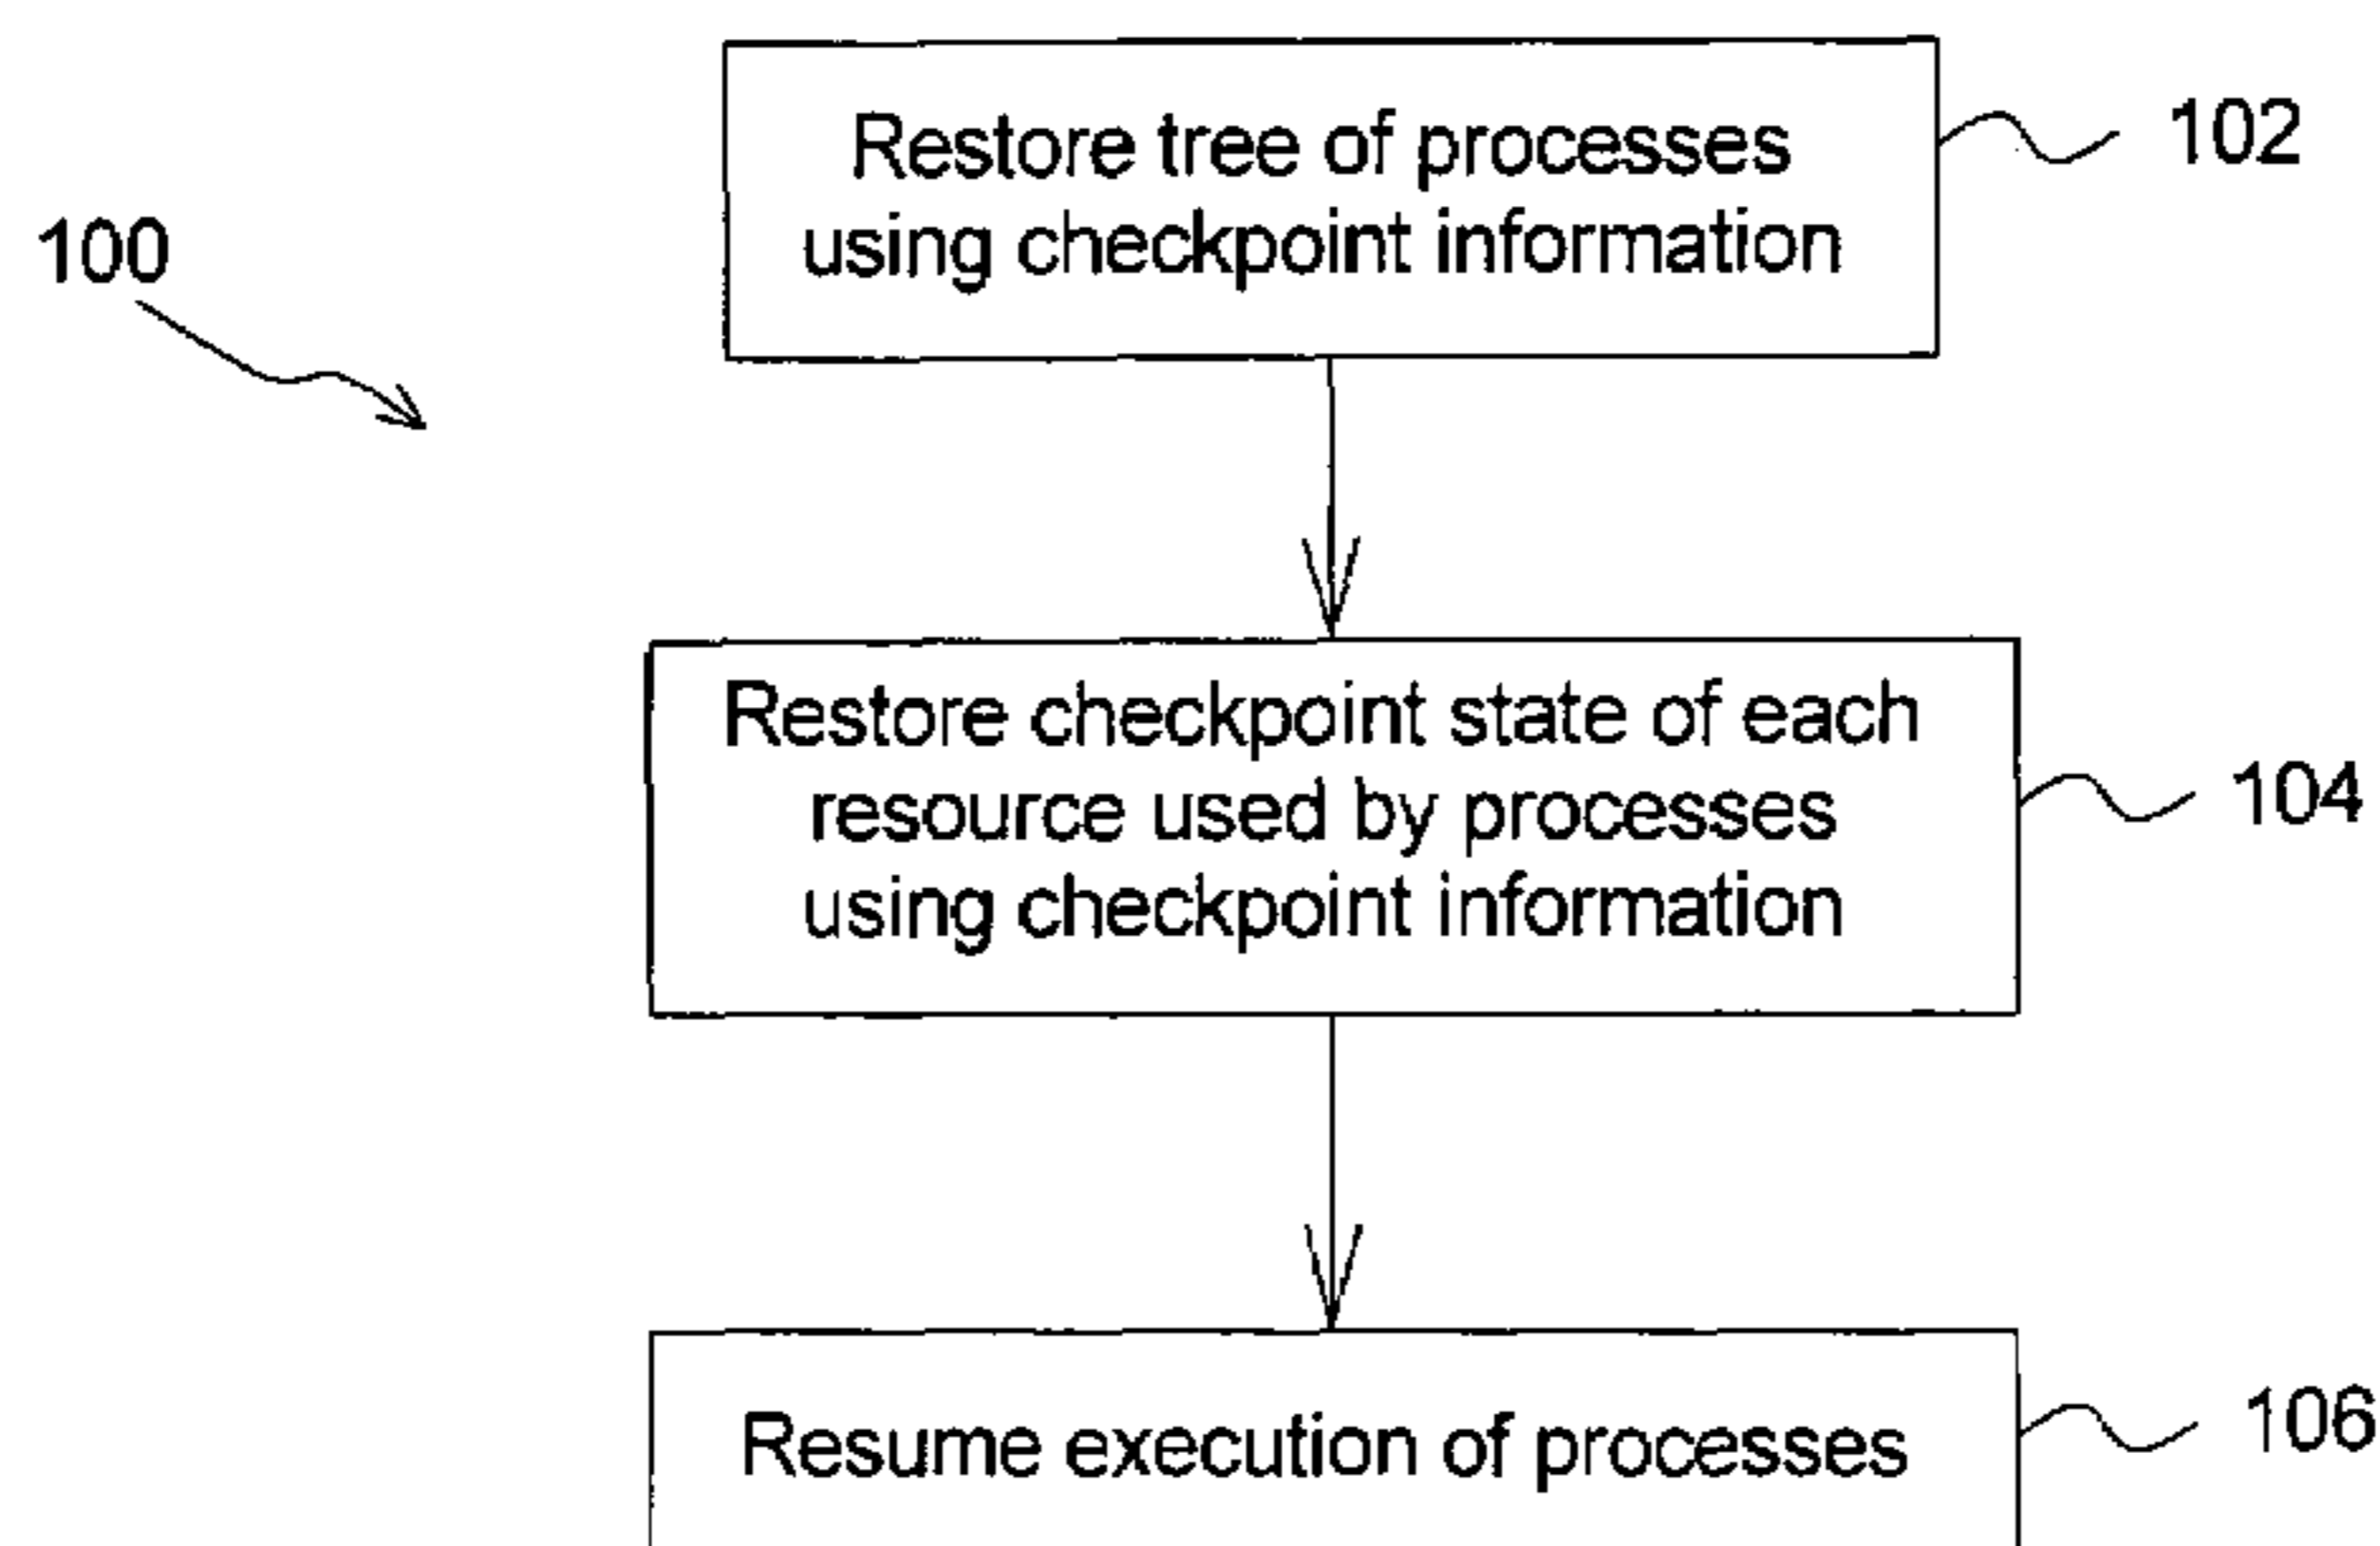 Restore tree of processes
using checkpoint information
102
100
Restore checkpoint state of each
resource used by processes
using checkpoint information
104
Resume execution of processes
106